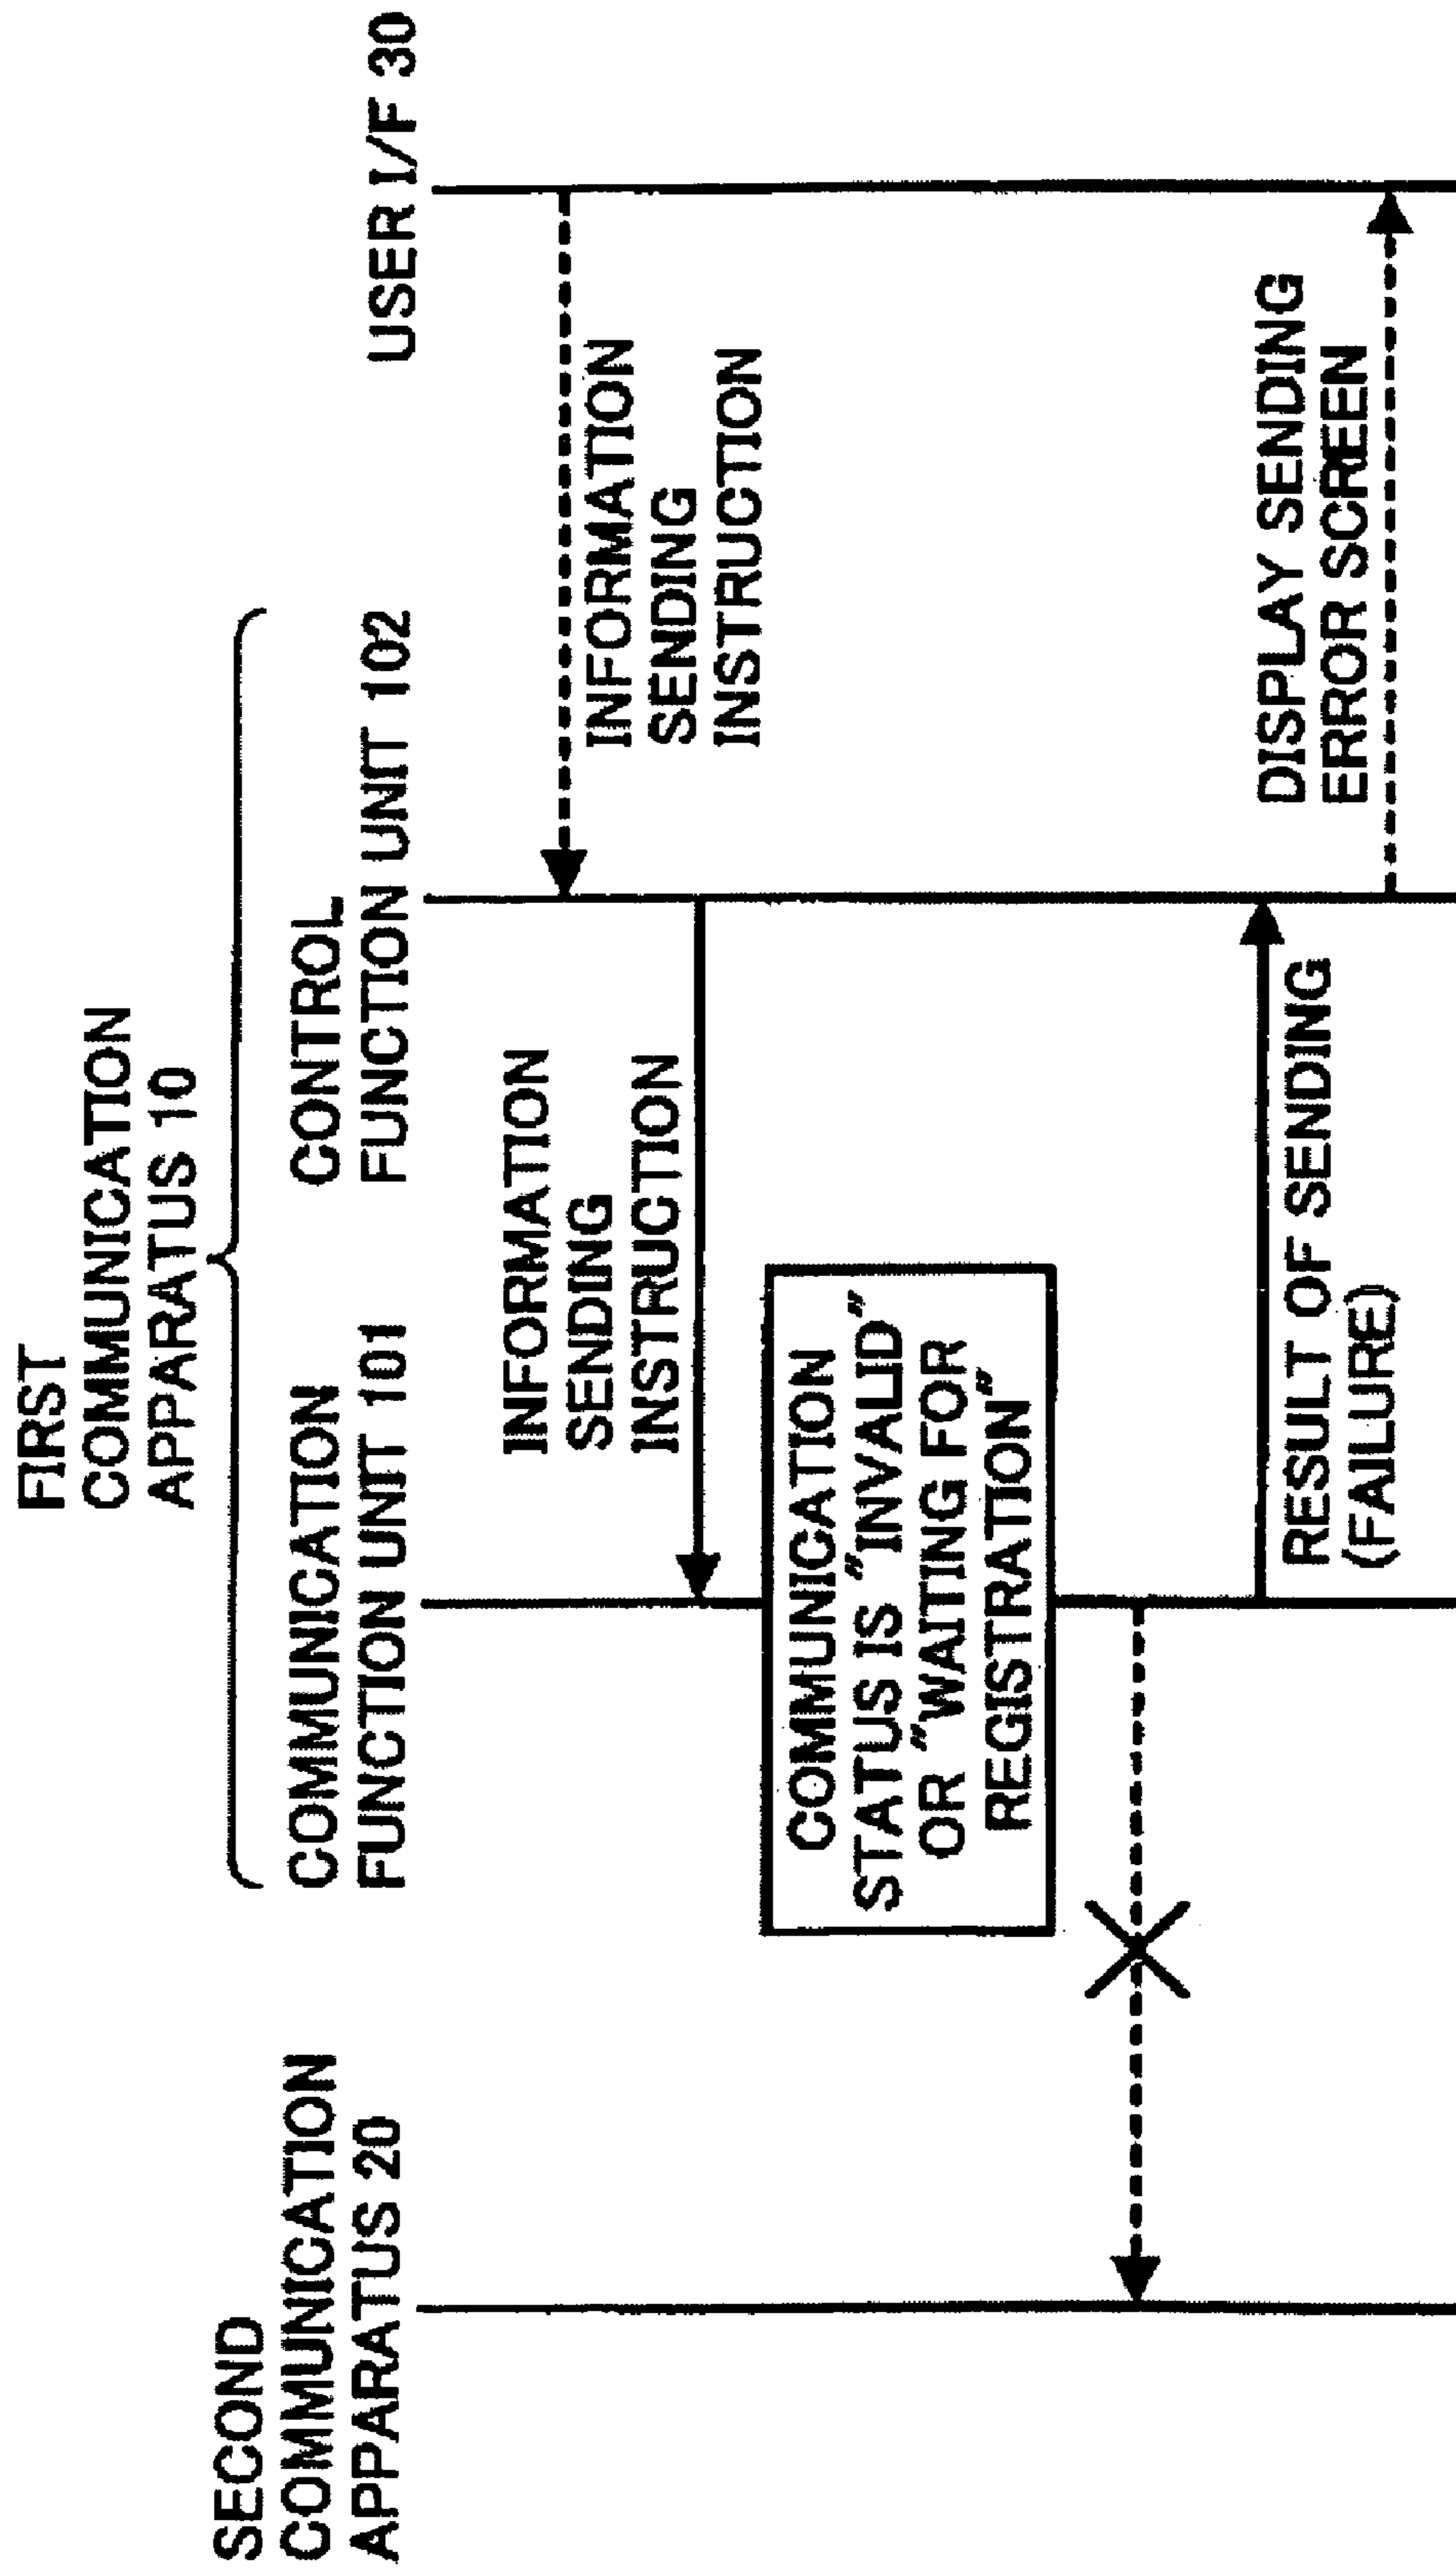 FIRST
COMMUNICATION
APPARATUS 10
SECOND
COMMUNICATION
APPARATUS 20
COMMUNICATION
FUNCTION UNIT 101
CONTROL
FUNCTION UNIT 102
USER I/F 30
INFORMATION
SENDING
INSTRUCTION
INFORMATION
SENDING
INSTRUCTION
COMMUNICATION
STATUS IS "INVALID"
OR "WAITING FOR
REGISTRATION"
RESULT OF SENDING
(FAILURE)
DISPLAY SENDING
ERROR SCREEN